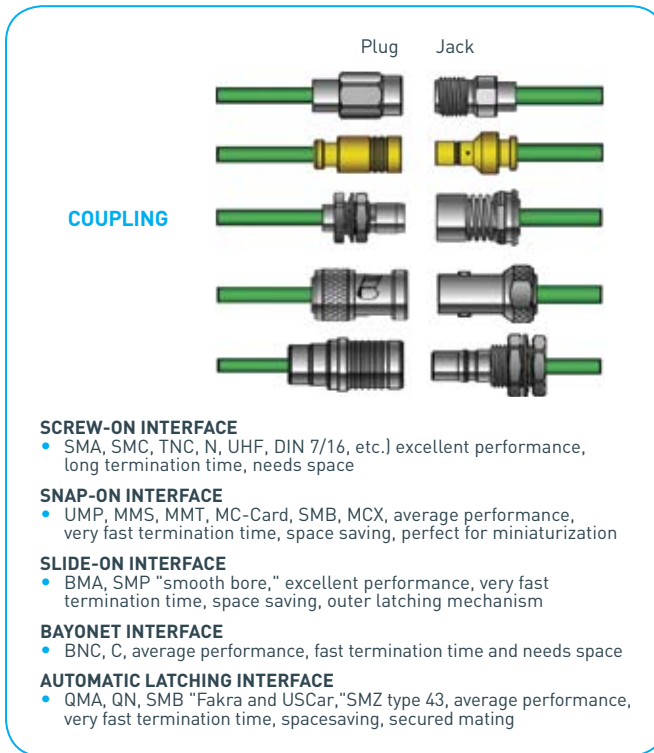 Plug Jack
COUPLING
SCREW-ON INTERFACE
• SMA, SMC, TNC, N, UHF, DIN 7/16, etc.) excellent performance,
long termination time, needs space
SNAP-ON INTERFACE
• UMP, MMS, MMT, MC-Card, SMB, MCX, average performance,
very fast termination time, space saving, perfect for miniaturization
SLIDE-ON INTERFACE
• BMA, SMP "smooth bore," excellent performance, very fast
termination time, space saving, outer latching mechanism
BAYONET INTERFACE
• BNC, C, average performance, fast termination time and needs space
AUTOMATIC LATCHING INTERFACE
• QMA, QN, SMB "Fakra and USCar,"SMZ type 43, average performance,
very fast termination time, spacesaving, secured mating